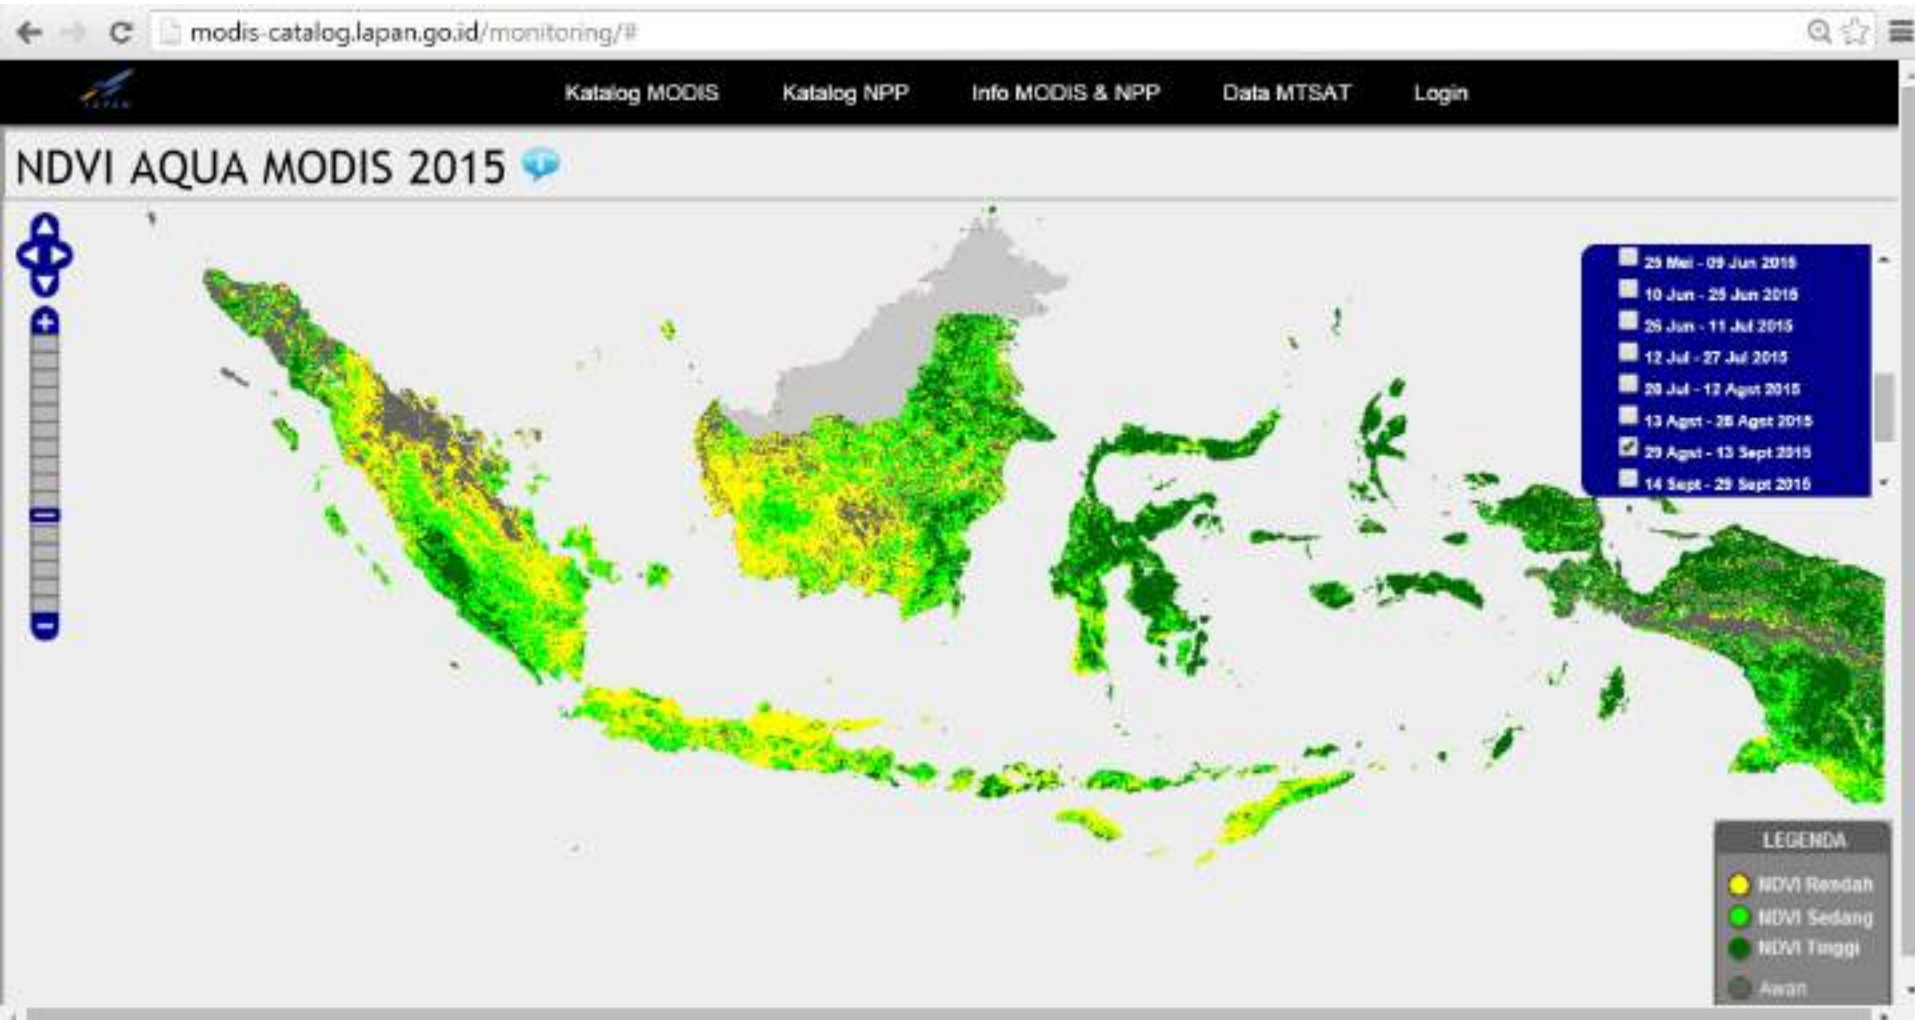 modis-catalog.lapan.go.id/monitoring/#
LAPAN
Katalog MODIS Katalog NPP Info MODIS & NPP Data MTSAT Login
NDVI AQUA MODIS 2015
25 Mei - 09 Jun 2015
10 Jun - 25 Jun 2015
26 Jun - 11 Jul 2015
12 Jul - 27 Jul 2015
28 Jul - 12 Agst 2015
13 Agst - 28 Agst 2015
29 Agst - 13 Sept 2015
14 Sept - 29 Sept 2015
LEGENDA
NDVI Rendah
NDVI Sedang
NDVI Tinggi
Awan